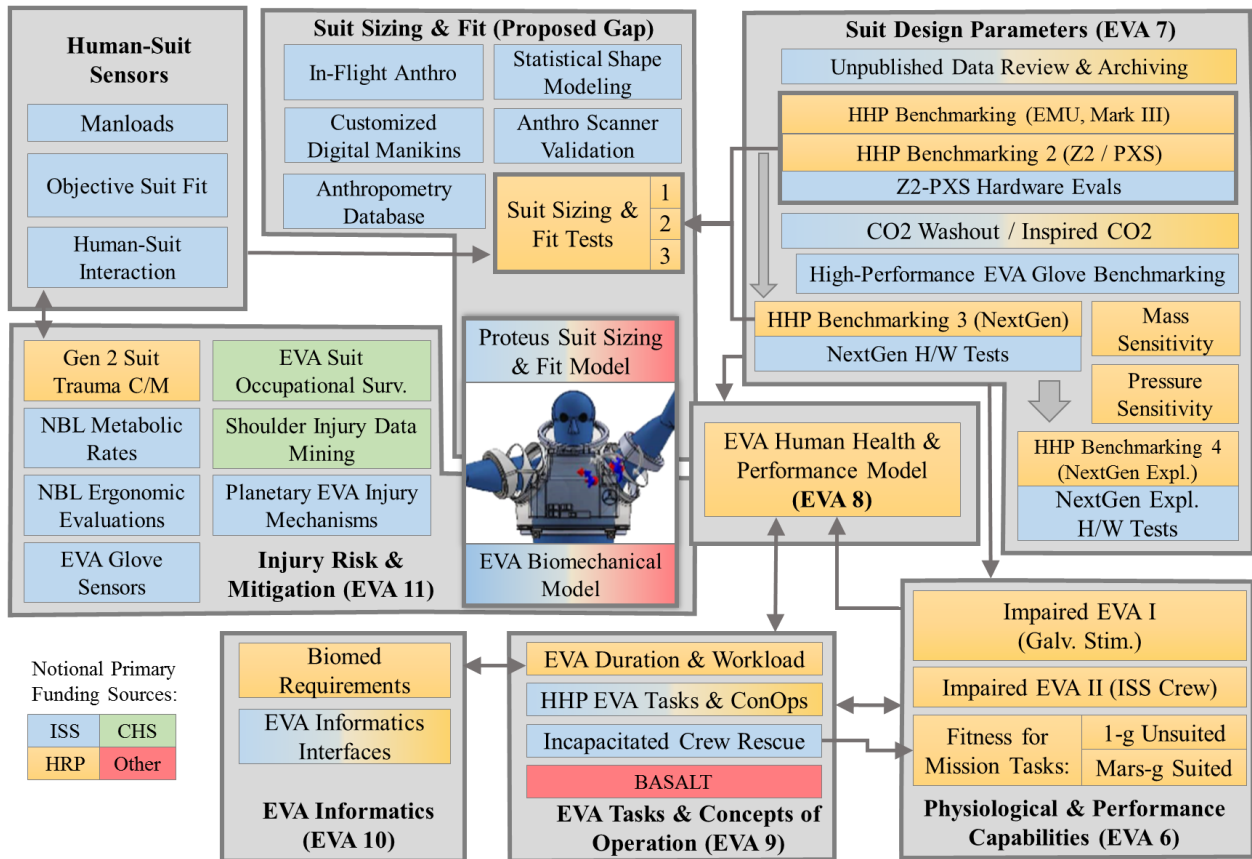 Human-Suit
Sensors
Manloads
Objective Suit Fit
Human-Suit
Interaction
Suit Sizing & Fit (Proposed Gap)
In-Flight Anthro
Statistical Shape
Modeling
Customized
Digital Manikins
Anthro Scanner
Validation
Anthropometry
Database
Suit Sizing &
Fit Tests
1
2
3
Suit Design Parameters (EVA 7)
Unpublished Data Review & Archiving
HHP Benchmarking (EMU, Mark III)
HHP Benchmarking 2 (Z2 / PXS)
Z2-PXS Hardware Evals
CO2 Washout / Inspired CO2
High-Performance EVA Glove Benchmarking
HHP Benchmarking 3 (NextGen)
NextGen H/W Tests
Mass
Sensitivity
Pressure
Sensitivity
HHP Benchmarking 4
(NextGen Expl.)
NextGen Expl.
H/W Tests
Gen 2 Suit
Trauma C/M
EVA Suit
Occupational Surv.
NBL Metabolic
Rates
Shoulder Injury Data
Mining
NBL Ergonomic
Evaluations
Planetary EVA Injury
Mechanisms
EVA Glove
Sensors
Injury Risk &
Mitigation (EVA 11)
Proteus Suit Sizing
& Fit Model
EVA Biomechanical
Model
EVA Human Health &
Performance Model
(EVA 8)
Notional Primary
Funding Sources:
ISS
CHS
HRP
Other
Biomed
Requirements
EVA Informatics
Interfaces
EVA Informatics
(EVA 10)
EVA Duration & Workload
HHP EVA Tasks & ConOps
Incapacitated Crew Rescue
BASALT
EVA Tasks & Concepts of
Operation (EVA 9)
Impaired EVA I
(Galv. Stim.)
Impaired EVA II (ISS Crew)
Fitness for
Mission Tasks:
1-g Unsuited
Mars-g Suited
Physiological & Performance
Capabilities (EVA 6)